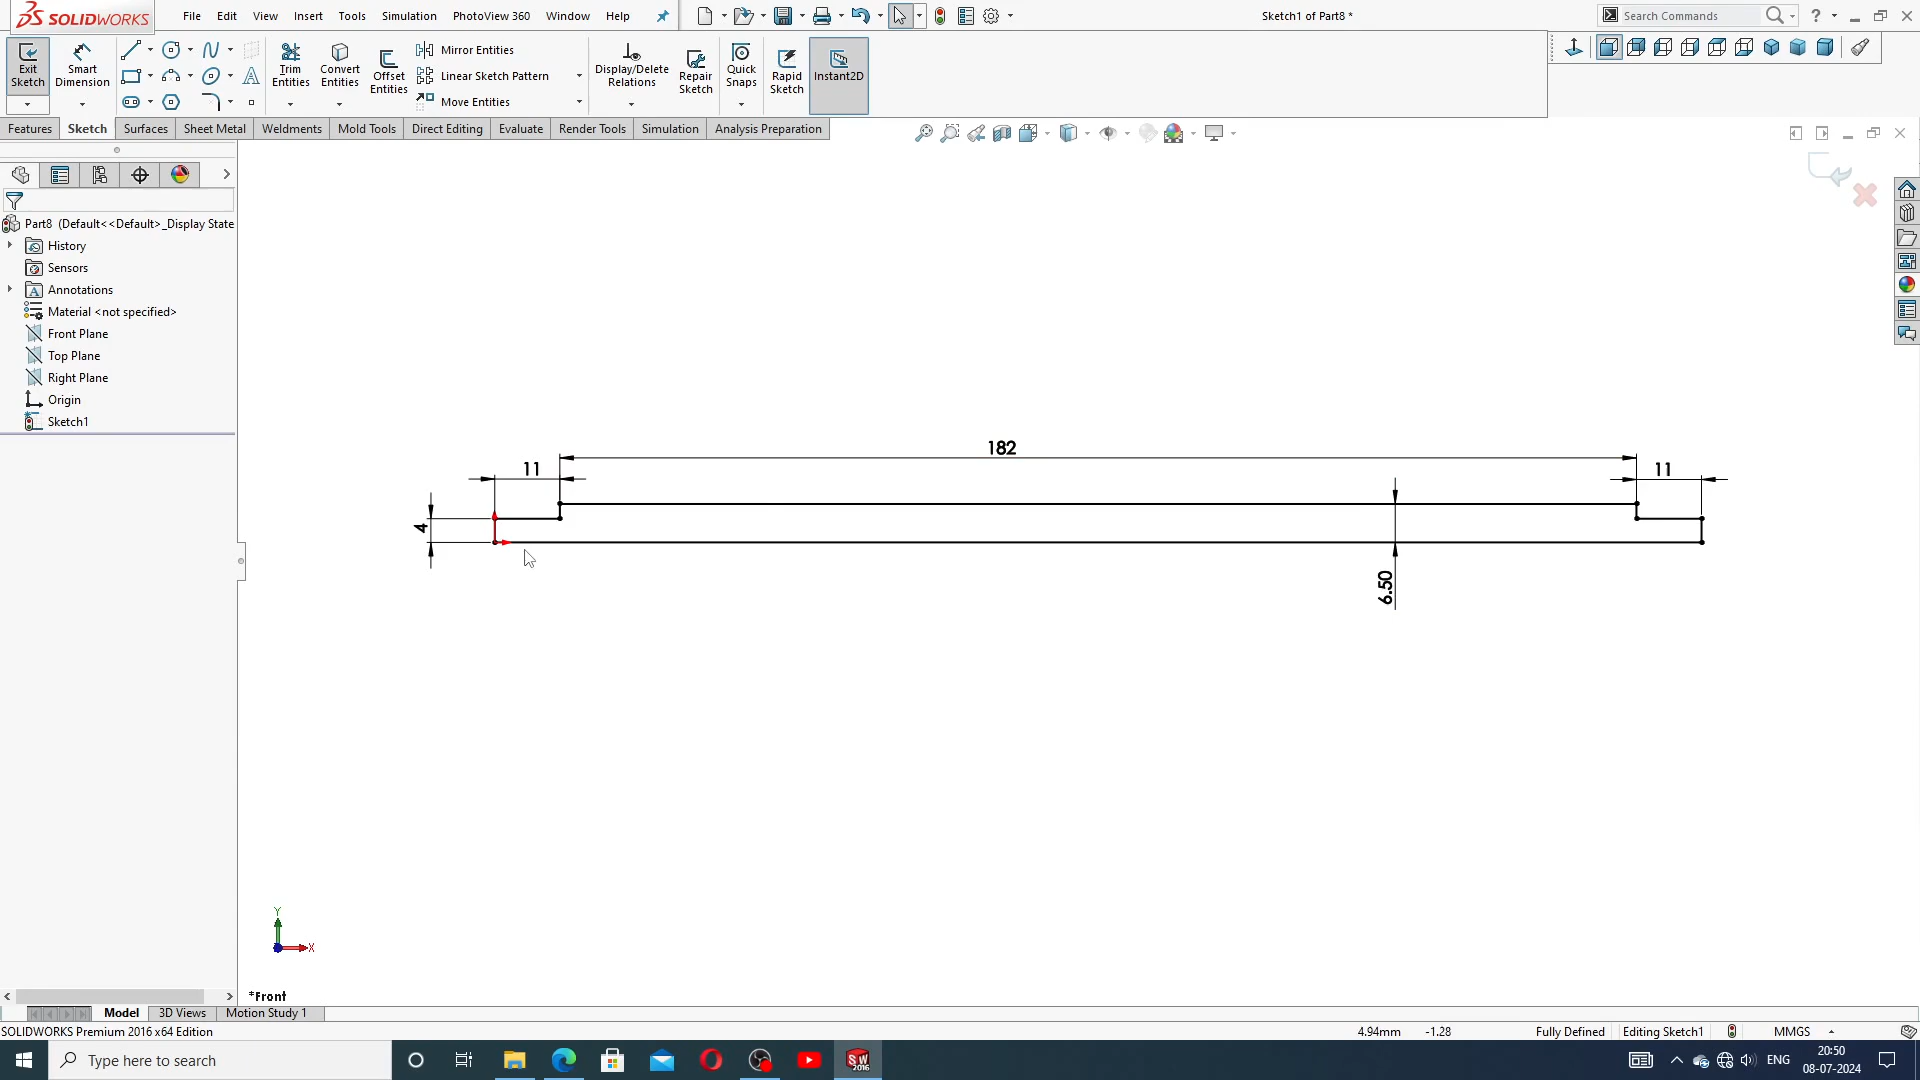 SOLIDWORKS File Edit View Insert Tools Simulation PhotoView 360 Window Help Sketch1 of Part8 * Search Commands
Exit Sketch
Smart Dimension
Trim Entities
Convert Entities
Offset Entities
Mirror Entities
Linear Sketch Pattern
Move Entities
Display/Delete Relations
Repair Sketch
Quick Snaps
Rapid Sketch
Instant2D
Features Sketch Surfaces Sheet Metal Weldments Mold Tools Direct Editing Evaluate Render Tools Simulation Analysis Preparation
Part8 (Default<<Default>_Display State
History
Sensors
Annotations
Material <not specified>
Front Plane
Top Plane
Right Plane
Origin
Sketch1
182
11
11
4
6.50
Y
X
*Front
Model 3D Views Motion Study 1
SOLIDWORKS Premium 2016 x64 Edition 4.94mm -1.28 Fully Defined Editing Sketch1 MMGS
Type here to search
SW
2016
ENG
20:50
08-07-2024